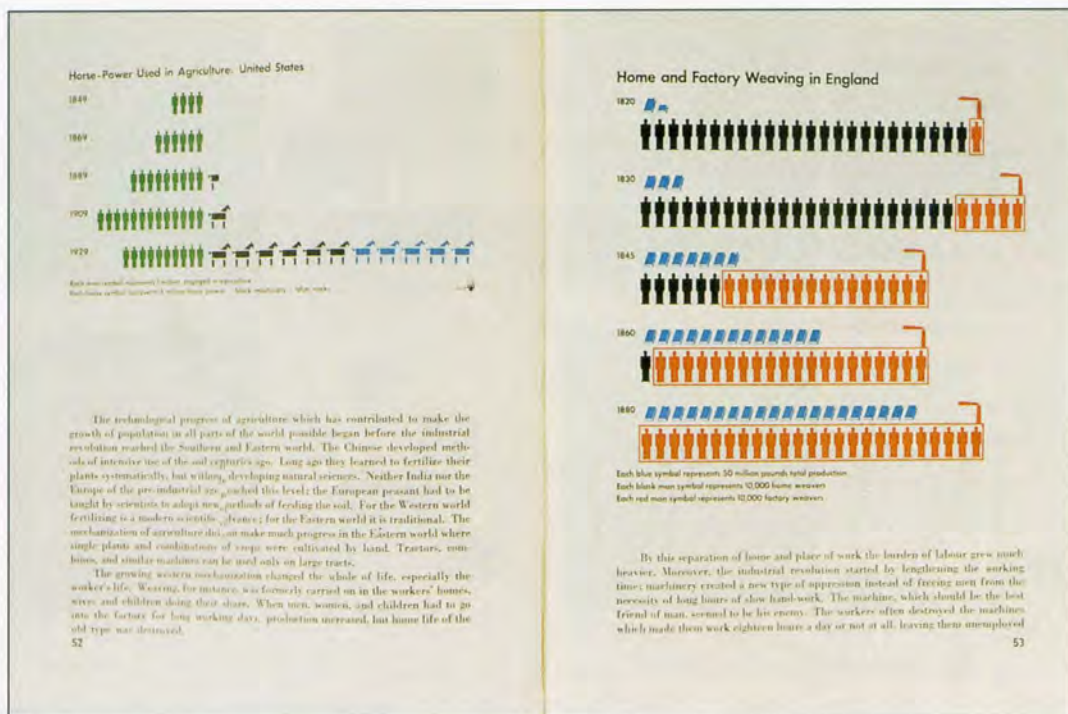 Horse-Power Used in Agriculture. United States
1849
1869
1889
1909
1929
Each man symbol represents 1 million engaged in agriculture
Each horse symbol represents
The technological progress of agriculture which has contributed to make the
growth of population in all parts of the world possible began before the industrial
revolution reached the Southern and Eastern world. The Chinese developed meth-
ods of intensive use of the soil centuries ago. Long ago they learned to fertilize their
plants systematically, but without developing natural sciences. Neither India nor the
Europe of the pre-industrial age reached this level; the European peasant had to be
taught by scientists to adopt new methods of feeding the soil. For the Western world
fertilizing is a modern scientific advance; for the Eastern world it is traditional. The
mechanization of agriculture did not make much progress in the Eastern world where
single plants and combinations of crops were cultivated by hand. Tractors, com-
bines, and similar machines can be used only on large tracts.
The growing western mechanization changed the whole of life, especially the
worker's life. Weaving, for instance, was formerly carried on in the workers' homes,
wives and children doing their share. When men, women, and children had to go
into the factory for long working days, production increased, but home life of the
old type was destroyed.
52
Home and Factory Weaving in England
1820
1830
1845
1860
1880
Each blue symbol represents 50 million pounds total production
Each black man symbol represents 10,000 home weavers
Each red man symbol represents 10,000 factory weavers
By this separation of home and place of work the burden of labour grew much
heavier. Moreover, the industrial revolution started by lengthening the working
time; machinery created a new type of oppression instead of freeing men from the
necessity of long hours of slow hand-work. The machine, which should be the best
friend of man, seemed to be his enemy. The workers often destroyed the machines
which made them work eighteen hours a day or not at all, leaving them unemployed
53